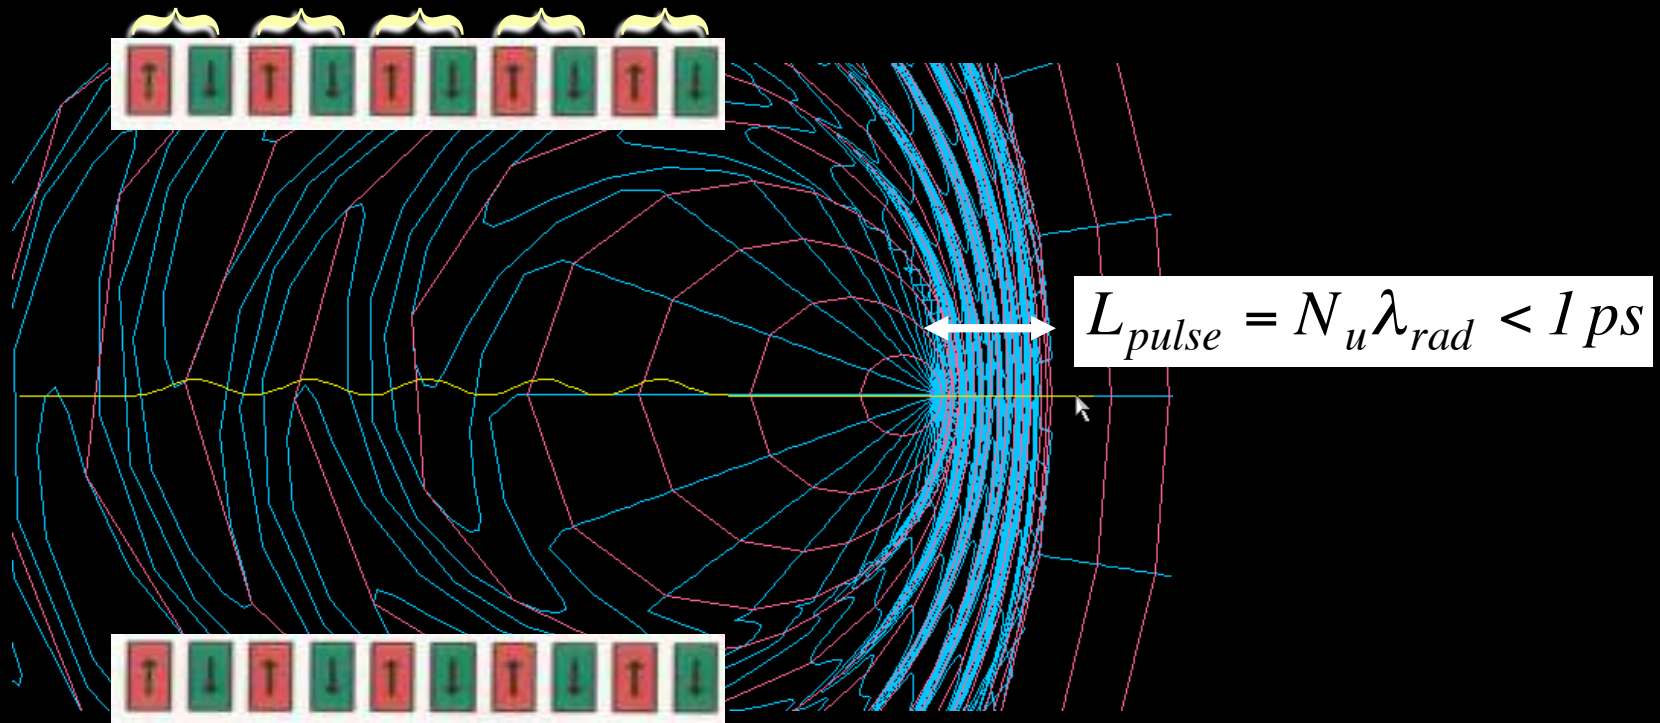 L_pulse = N_u λ_rad < 1 ps